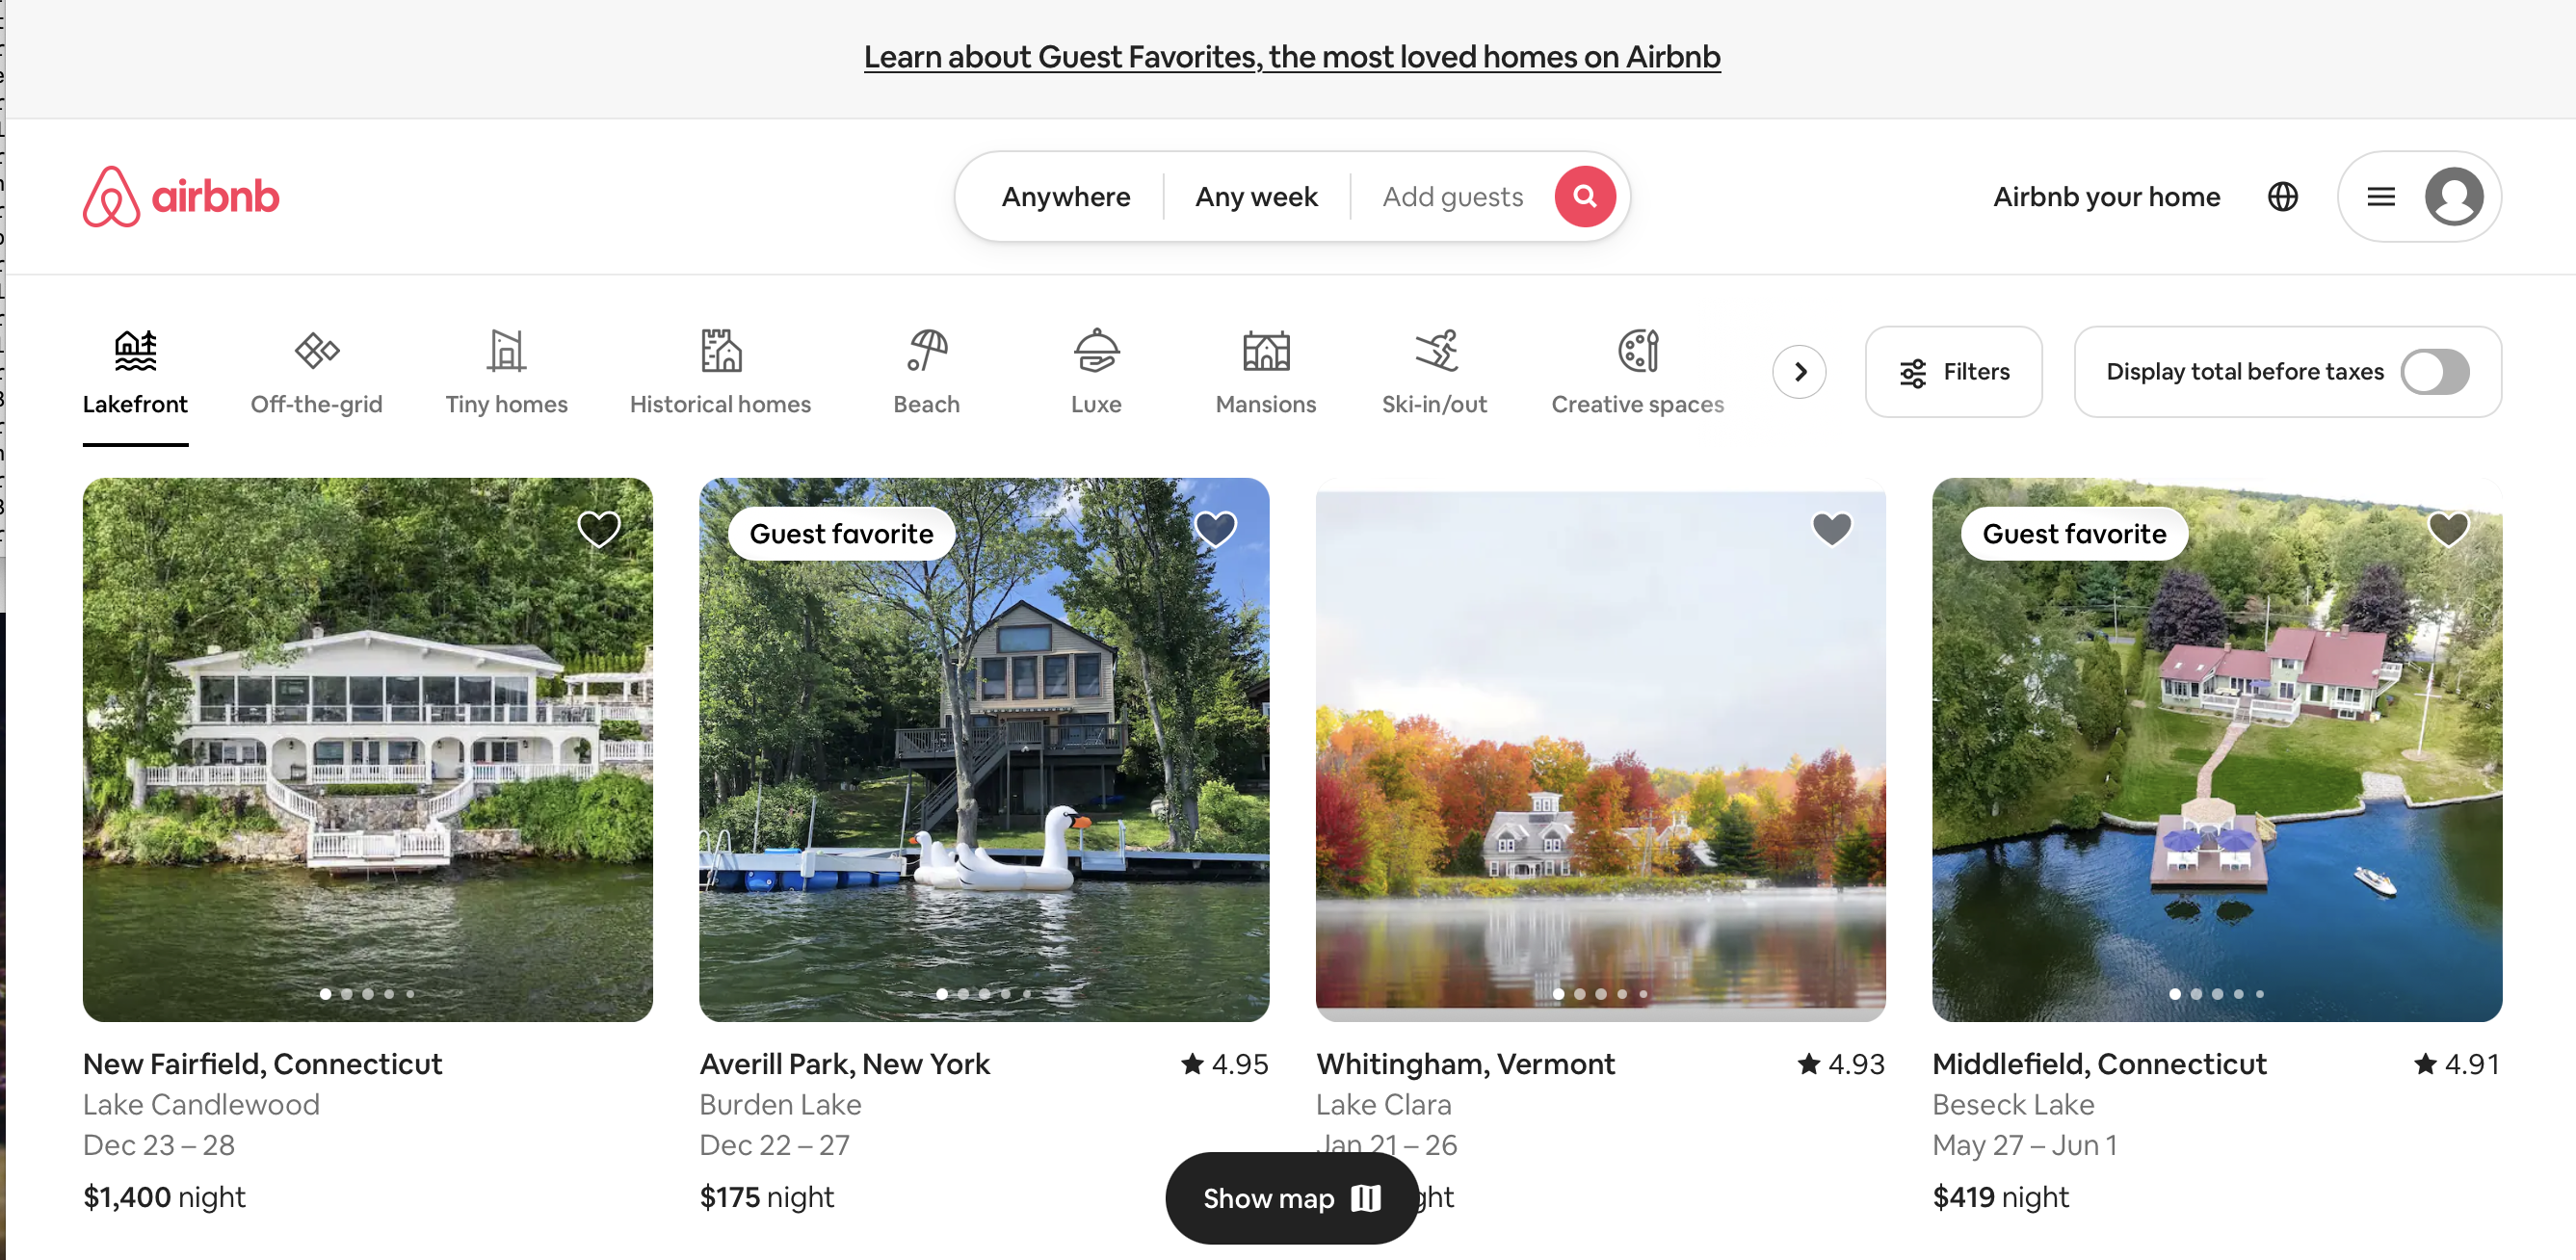 Learn about Guest Favorites, the most loved homes on Airbnb
airbnb
Anywhere
Any week
Add guests
Airbnb your home
Lakefront
Off-the-grid
Tiny homes
Historical homes
Beach
Luxe
Mansions
Ski-in/out
Creative spaces
Filters
Display total before taxes
Guest favorite
Guest favorite
New Fairfield, Connecticut
Lake Candlewood
Dec 23 – 28
$1,400 night
Averill Park, New York
4.95
Burden Lake
Dec 22 – 27
$175 night
Whitingham, Vermont
4.93
Lake Clara
Jan 21 – 26
Middlefield, Connecticut
4.91
Beseck Lake
May 27 – Jun 1
$419 night
Show map